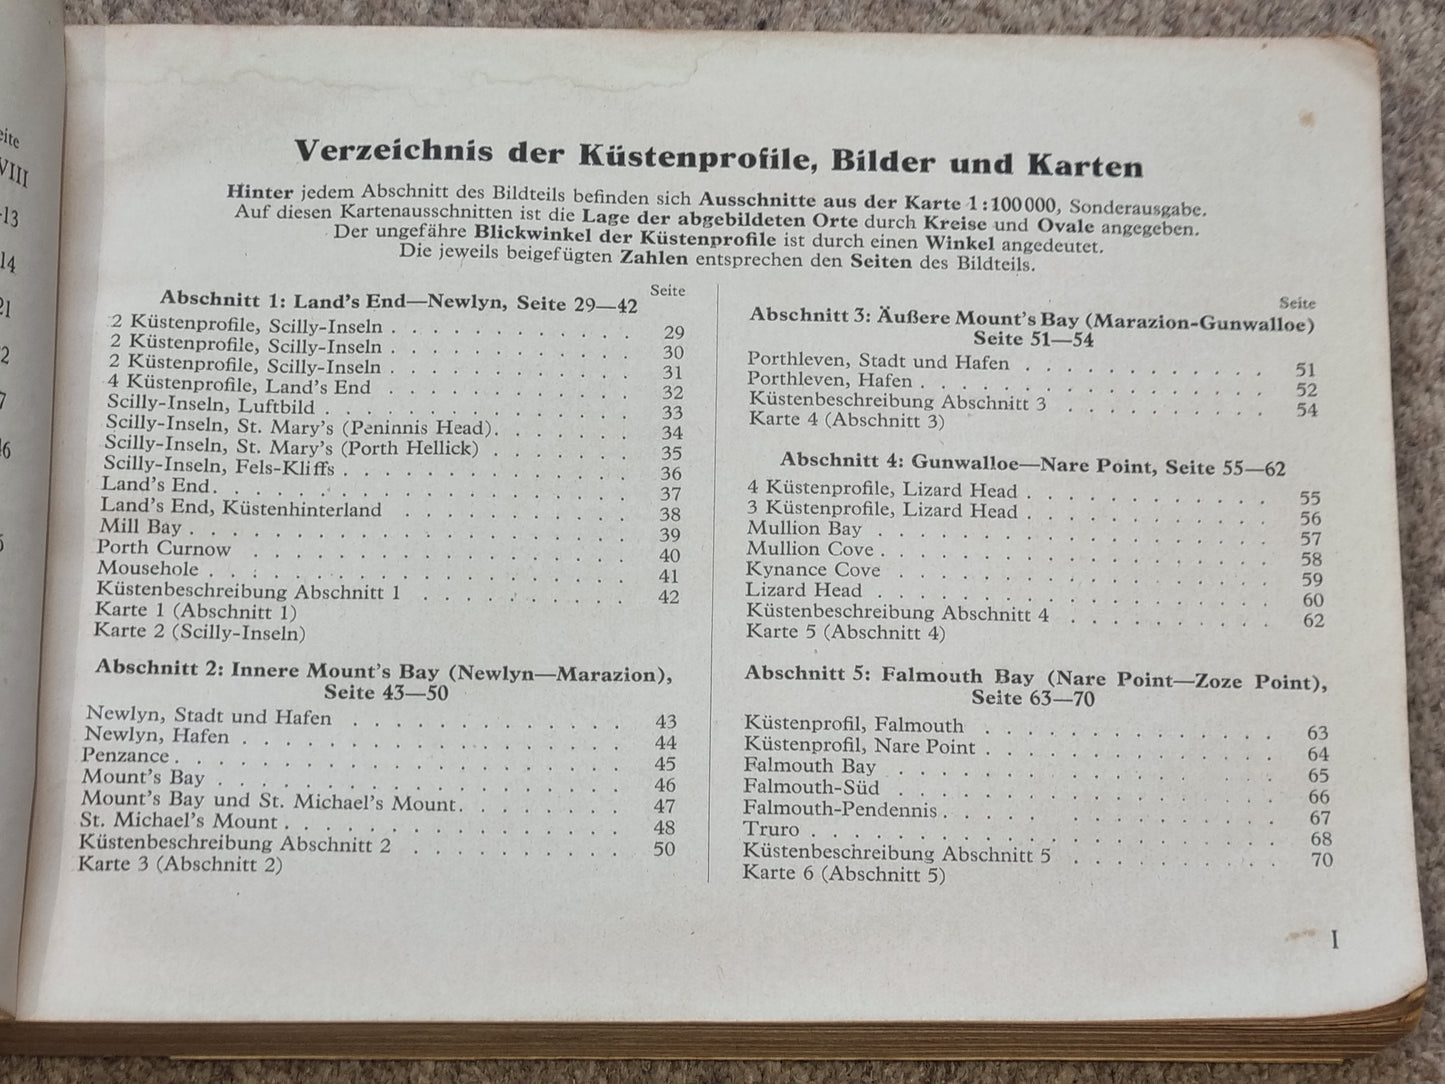 eite
VIII
-13
14
21
2
7
46
5
Verzeichnis der Küstenprofile, Bilder und Karten
Hinter jedem Abschnitt des Bildteils befinden sich Ausschnitte aus der Karte 1:100000, Sonderausgabe.
Auf diesen Kartenausschnitten ist die Lage der abgebildeten Orte durch Kreise und Ovale angegeben.
Der ungefähre Blickwinkel der Küstenprofile ist durch einen Winkel angedeutet.
Die jeweils beigefügten Zahlen entsprechen den Seiten des Bildteils.
Seite
Abschnitt 1: Land's End—Newlyn, Seite 29—42
2 Küstenprofile, Scilly-Inseln . . . . . . . . . . . . 29
2 Küstenprofile, Scilly-Inseln . . . . . . . . . . . . 30
2 Küstenprofile, Scilly-Inseln . . . . . . . . . . . . 31
4 Küstenprofile, Land's End . . . . . . . . . . . . 32
Scilly-Inseln, Luftbild . . . . . . . . . . . . . . . 33
Scilly-Inseln, St. Mary's (Peninnis Head). . . . . . . 34
Scilly-Inseln, St. Mary's (Porth Hellick) . . . . . . . 35
Scilly-Inseln, Fels-Kliffs . . . . . . . . . . . . . . 36
Land's End. . . . . . . . . . . . . . . . . . . . 37
Land's End, Küstenhinterland . . . . . . . . . . . 38
Mill Bay . . . . . . . . . . . . . . . . . . . . . 39
Porth Curnow . . . . . . . . . . . . . . . . . . 40
Mousehole . . . . . . . . . . . . . . . . . . . . 41
Küstenbeschreibung Abschnitt 1 . . . . . . . . . . 42
Karte 1 (Abschnitt 1)
Karte 2 (Scilly-Inseln)
Abschnitt 2: Innere Mount's Bay (Newlyn—Marazion),
Seite 43—50
Newlyn, Stadt und Hafen . . . . . . . . . . . . . 43
Newlyn, Hafen . . . . . . . . . . . . . . . . . . 44
Penzance . . . . . . . . . . . . . . . . . . . . . 45
Mount's Bay . . . . . . . . . . . . . . . . . . . 46
Mount's Bay und St. Michael's Mount. . . . . . . . 47
St. Michael's Mount . . . . . . . . . . . . . . . . 48
Küstenbeschreibung Abschnitt 2 . . . . . . . . . . 50
Karte 3 (Abschnitt 2)
Seite
Abschnitt 3: Äußere Mount's Bay (Marazion-Gunwalloe)
Seite 51—54
Porthleven, Stadt und Hafen . . . . . . . . . . . 51
Porthleven, Hafen . . . . . . . . . . . . . . . . 52
Küstenbeschreibung Abschnitt 3 . . . . . . . . . . 54
Karte 4 (Abschnitt 3)
Abschnitt 4: Gunwalloe—Nare Point, Seite 55—62
4 Küstenprofile, Lizard Head . . . . . . . . . . . . 55
3 Küstenprofile, Lizard Head . . . . . . . . . . . . 56
Mullion Bay . . . . . . . . . . . . . . . . . . . 57
Mullion Cove . . . . . . . . . . . . . . . . . . . 58
Kynance Cove . . . . . . . . . . . . . . . . . . 59
Lizard Head . . . . . . . . . . . . . . . . . . . 60
Küstenbeschreibung Abschnitt 4 . . . . . . . . . . 62
Karte 5 (Abschnitt 4)
Abschnitt 5: Falmouth Bay (Nare Point—Zoze Point),
Seite 63—70
Küstenprofil, Falmouth . . . . . . . . . . . . . . 63
Küstenprofil, Nare Point . . . . . . . . . . . . . . 64
Falmouth Bay . . . . . . . . . . . . . . . . . . 65
Falmouth-Süd . . . . . . . . . . . . . . . . . . 66
Falmouth-Pendennis . . . . . . . . . . . . . . . . 67
Truro . . . . . . . . . . . . . . . . . . . . . . 68
Küstenbeschreibung Abschnitt 5 . . . . . . . . . . 70
Karte 6 (Abschnitt 5)
I